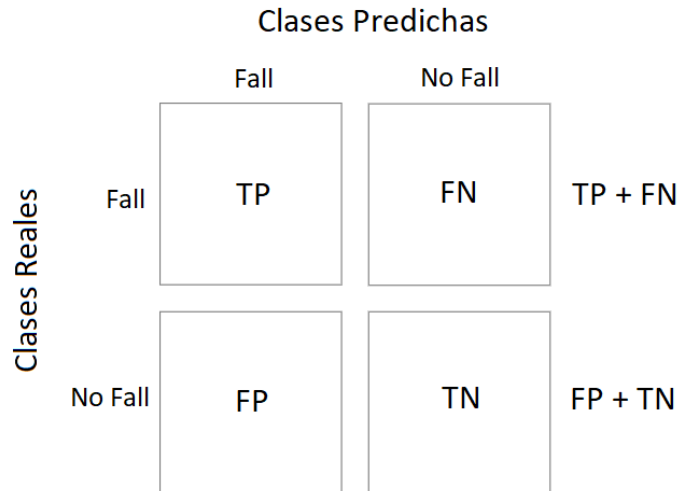 Clases Predichas
Fall No Fall
Clases Reales
Fall TP FN TP + FN
No Fall FP TN FP + TN